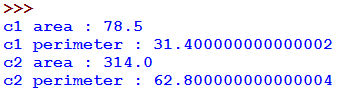 >>>
c1 area : 78.5
c1 perimeter : 31.400000000000002
c2 area : 314.0
c2 perimeter : 62.800000000000004